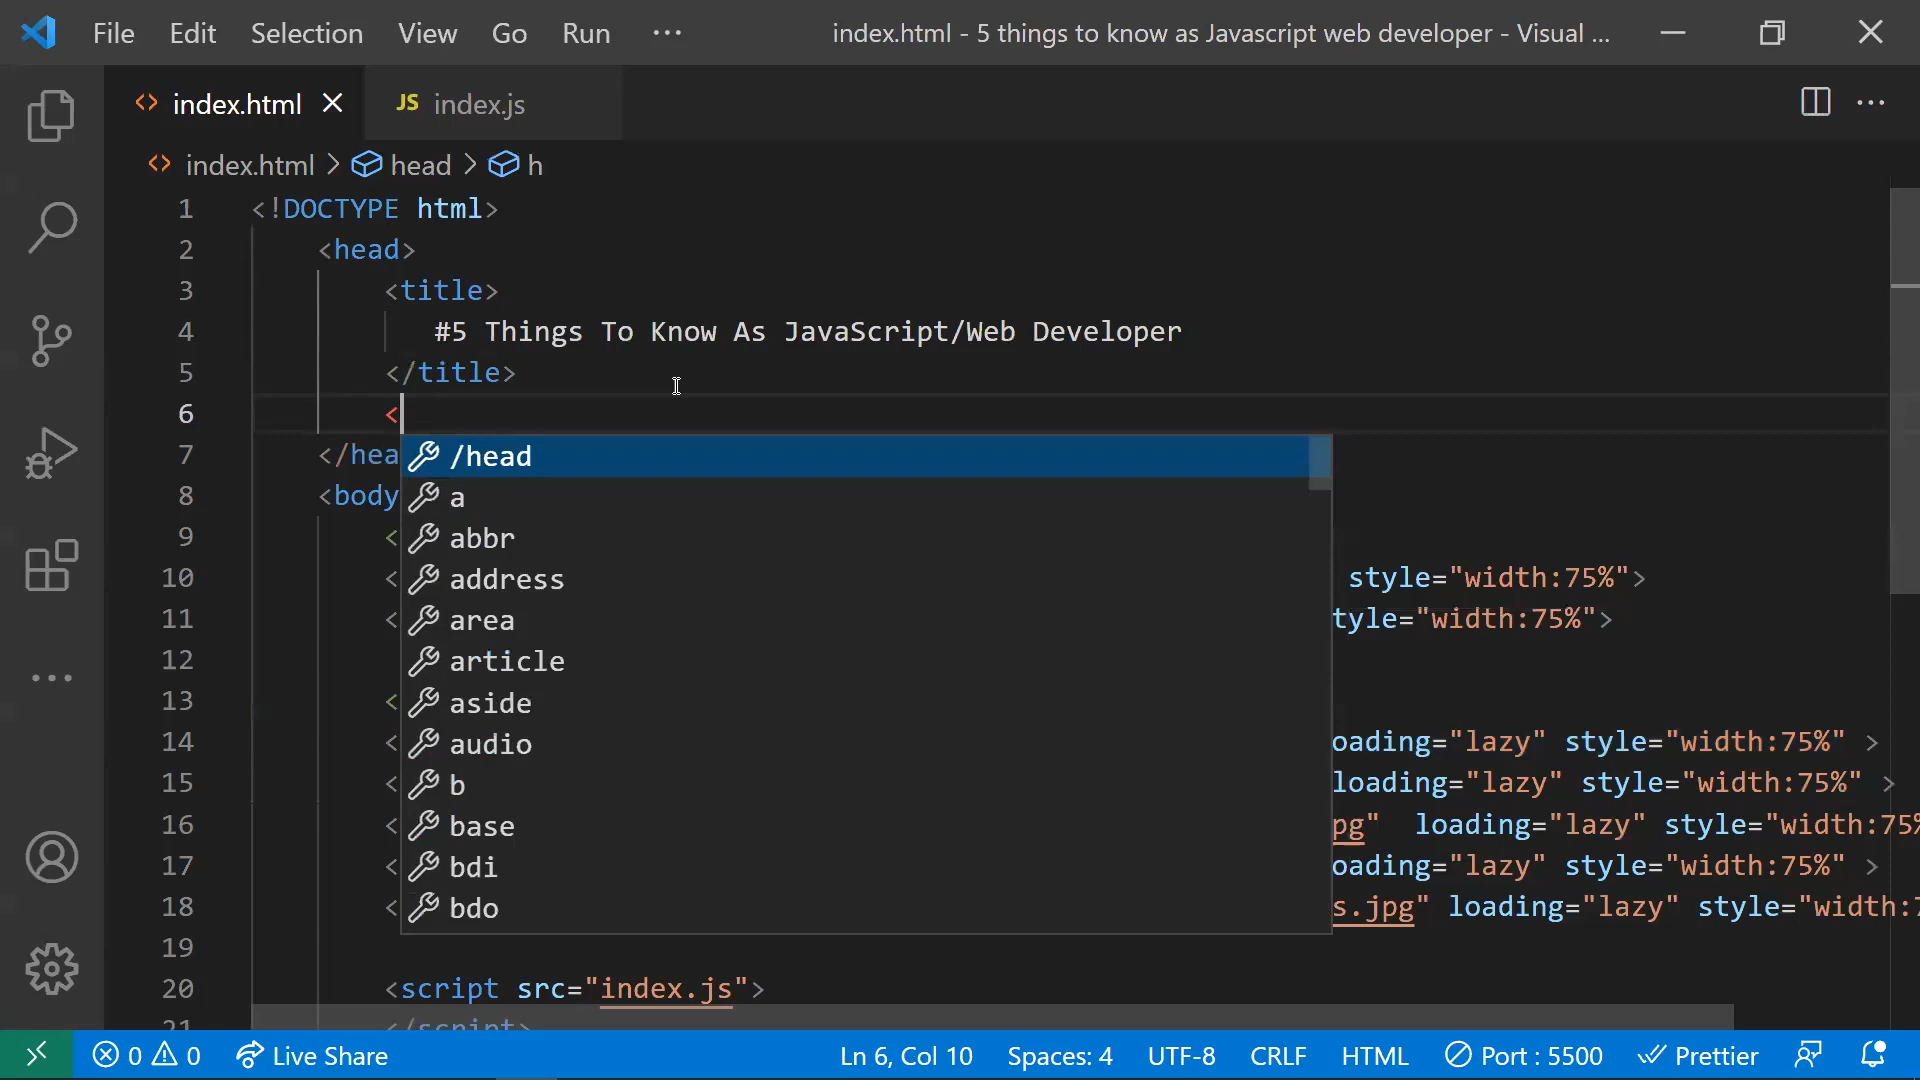 File Edit Selection View Go Run ... index.html - 5 things to know as Javascript web developer - Visual ...
index.html JS index.js
index.html > head > h
1 <!DOCTYPE html>
2 <head>
3 <title>
4 #5 Things To Know As JavaScript/Web Developer
5 </title>
6 <
7 </hea
/head
8 <body
a
9 <
abbr
10 < style="width:75%">
address
11 < tyle="width:75%">
area
12
article
13 <
aside
14 < oading="lazy" style="width:75%" >
audio
15 < loading="lazy" style="width:75%" >
b
16 < pg" loading="lazy" style="width:75%
base
17 < oading="lazy" style="width:75%" >
bdi
18 < s.jpg" loading="lazy" style="width:7
bdo
19
20 <script src="index.js">
21 </script>
0 0 Live Share Ln 6, Col 10 Spaces: 4 UTF-8 CRLF HTML Port : 5500 Prettier